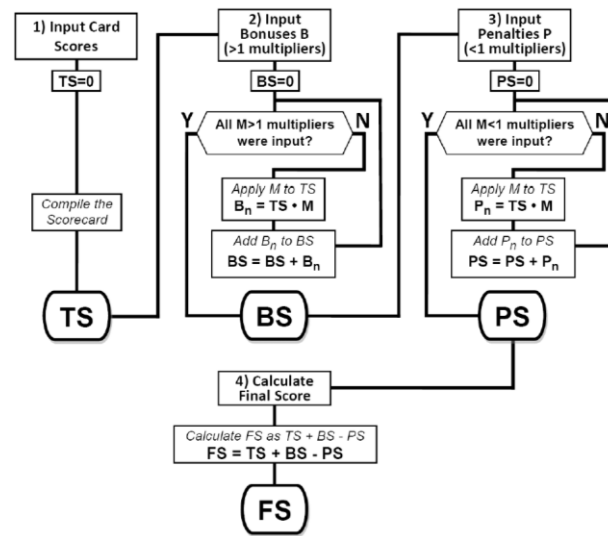 1) Input Card
Scores
TS=0
Compile the
Scorecard
TS
2) Input
Bonuses B
(>1 multipliers)
BS=0
Y
All M>1 multipliers
were input?
N
Apply M to TS
Bₙ = TS • M
Add Bₙ to BS
BS = BS + Bₙ
BS
3) Input
Penalties P
(<1 multipliers)
PS=0
Y
All M<1 multipliers
were input?
N
Apply M to TS
Pₙ = TS • M
Add Pₙ to PS
PS = PS + Pₙ
PS
4) Calculate
Final Score
Calculate FS as TS + BS - PS
FS = TS + BS - PS
FS